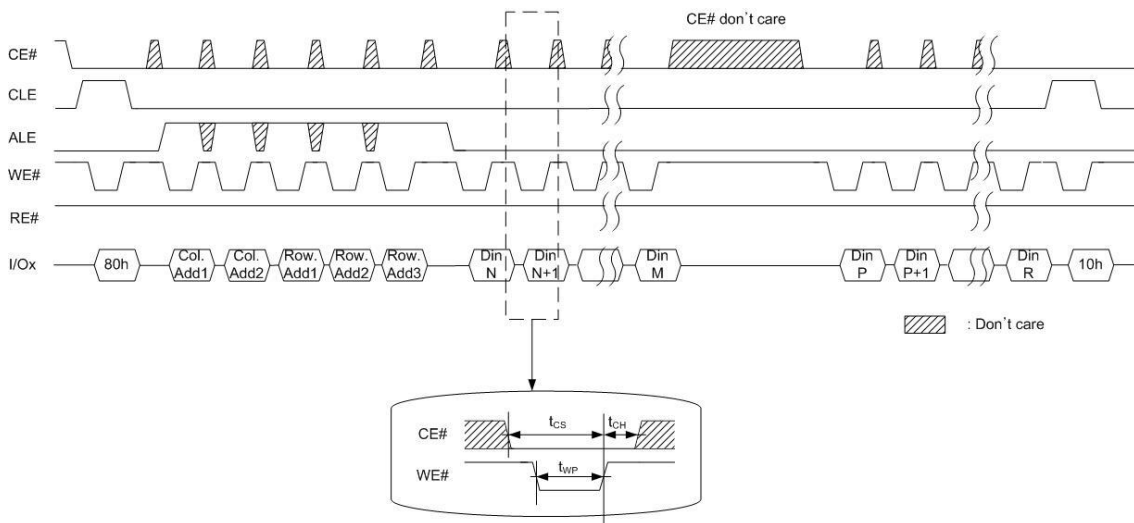 CE# don't care
CE#
CLE
ALE
WE#
RE#
I/Ox
80h
Col. Add1
Col. Add2
Row. Add1
Row. Add2
Row. Add3
Din N
Din N+1
Din M
Din P
Din P+1
Din R
10h
: Don't care
CE#
tCS
tCH
WE#
tWP